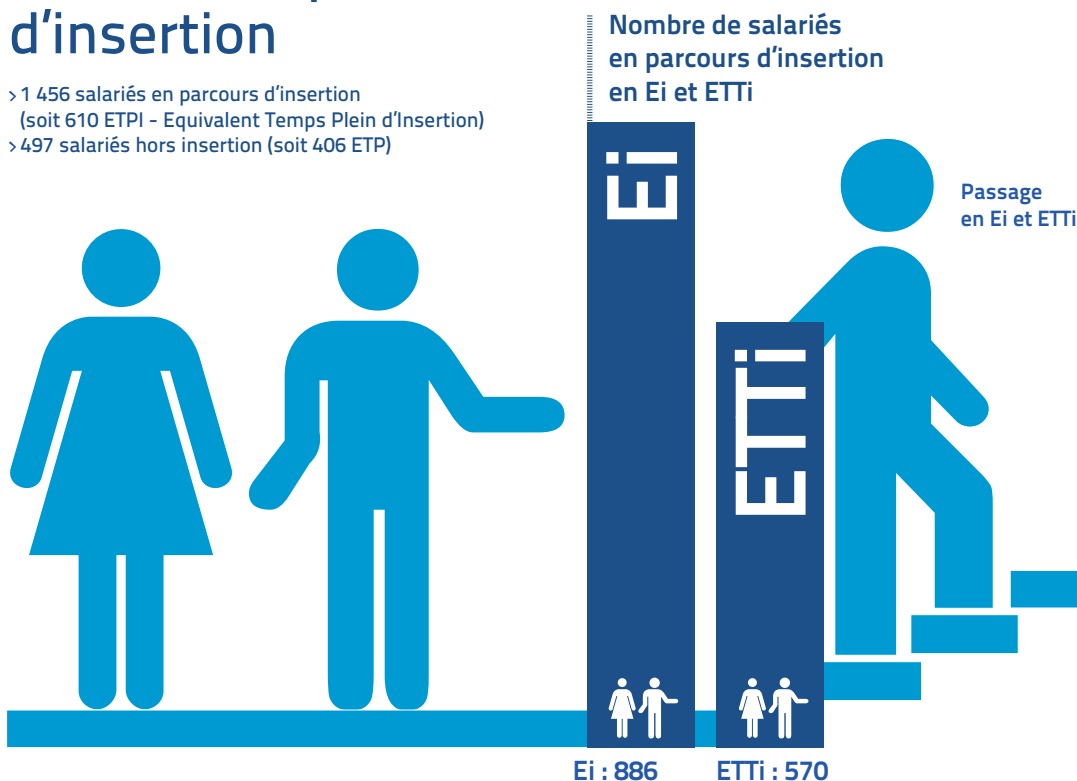 d’insertion
› 1 456 salariés en parcours d’insertion
(soit 610 ETPI - Equivalent Temps Plein d’Insertion)
› 497 salariés hors insertion (soit 406 ETP)
Nombre de salariés
en parcours d’insertion
en Ei et ETTi
Ei
ETTi
Passage
en Ei et ETTi
Ei : 886
ETTi : 570